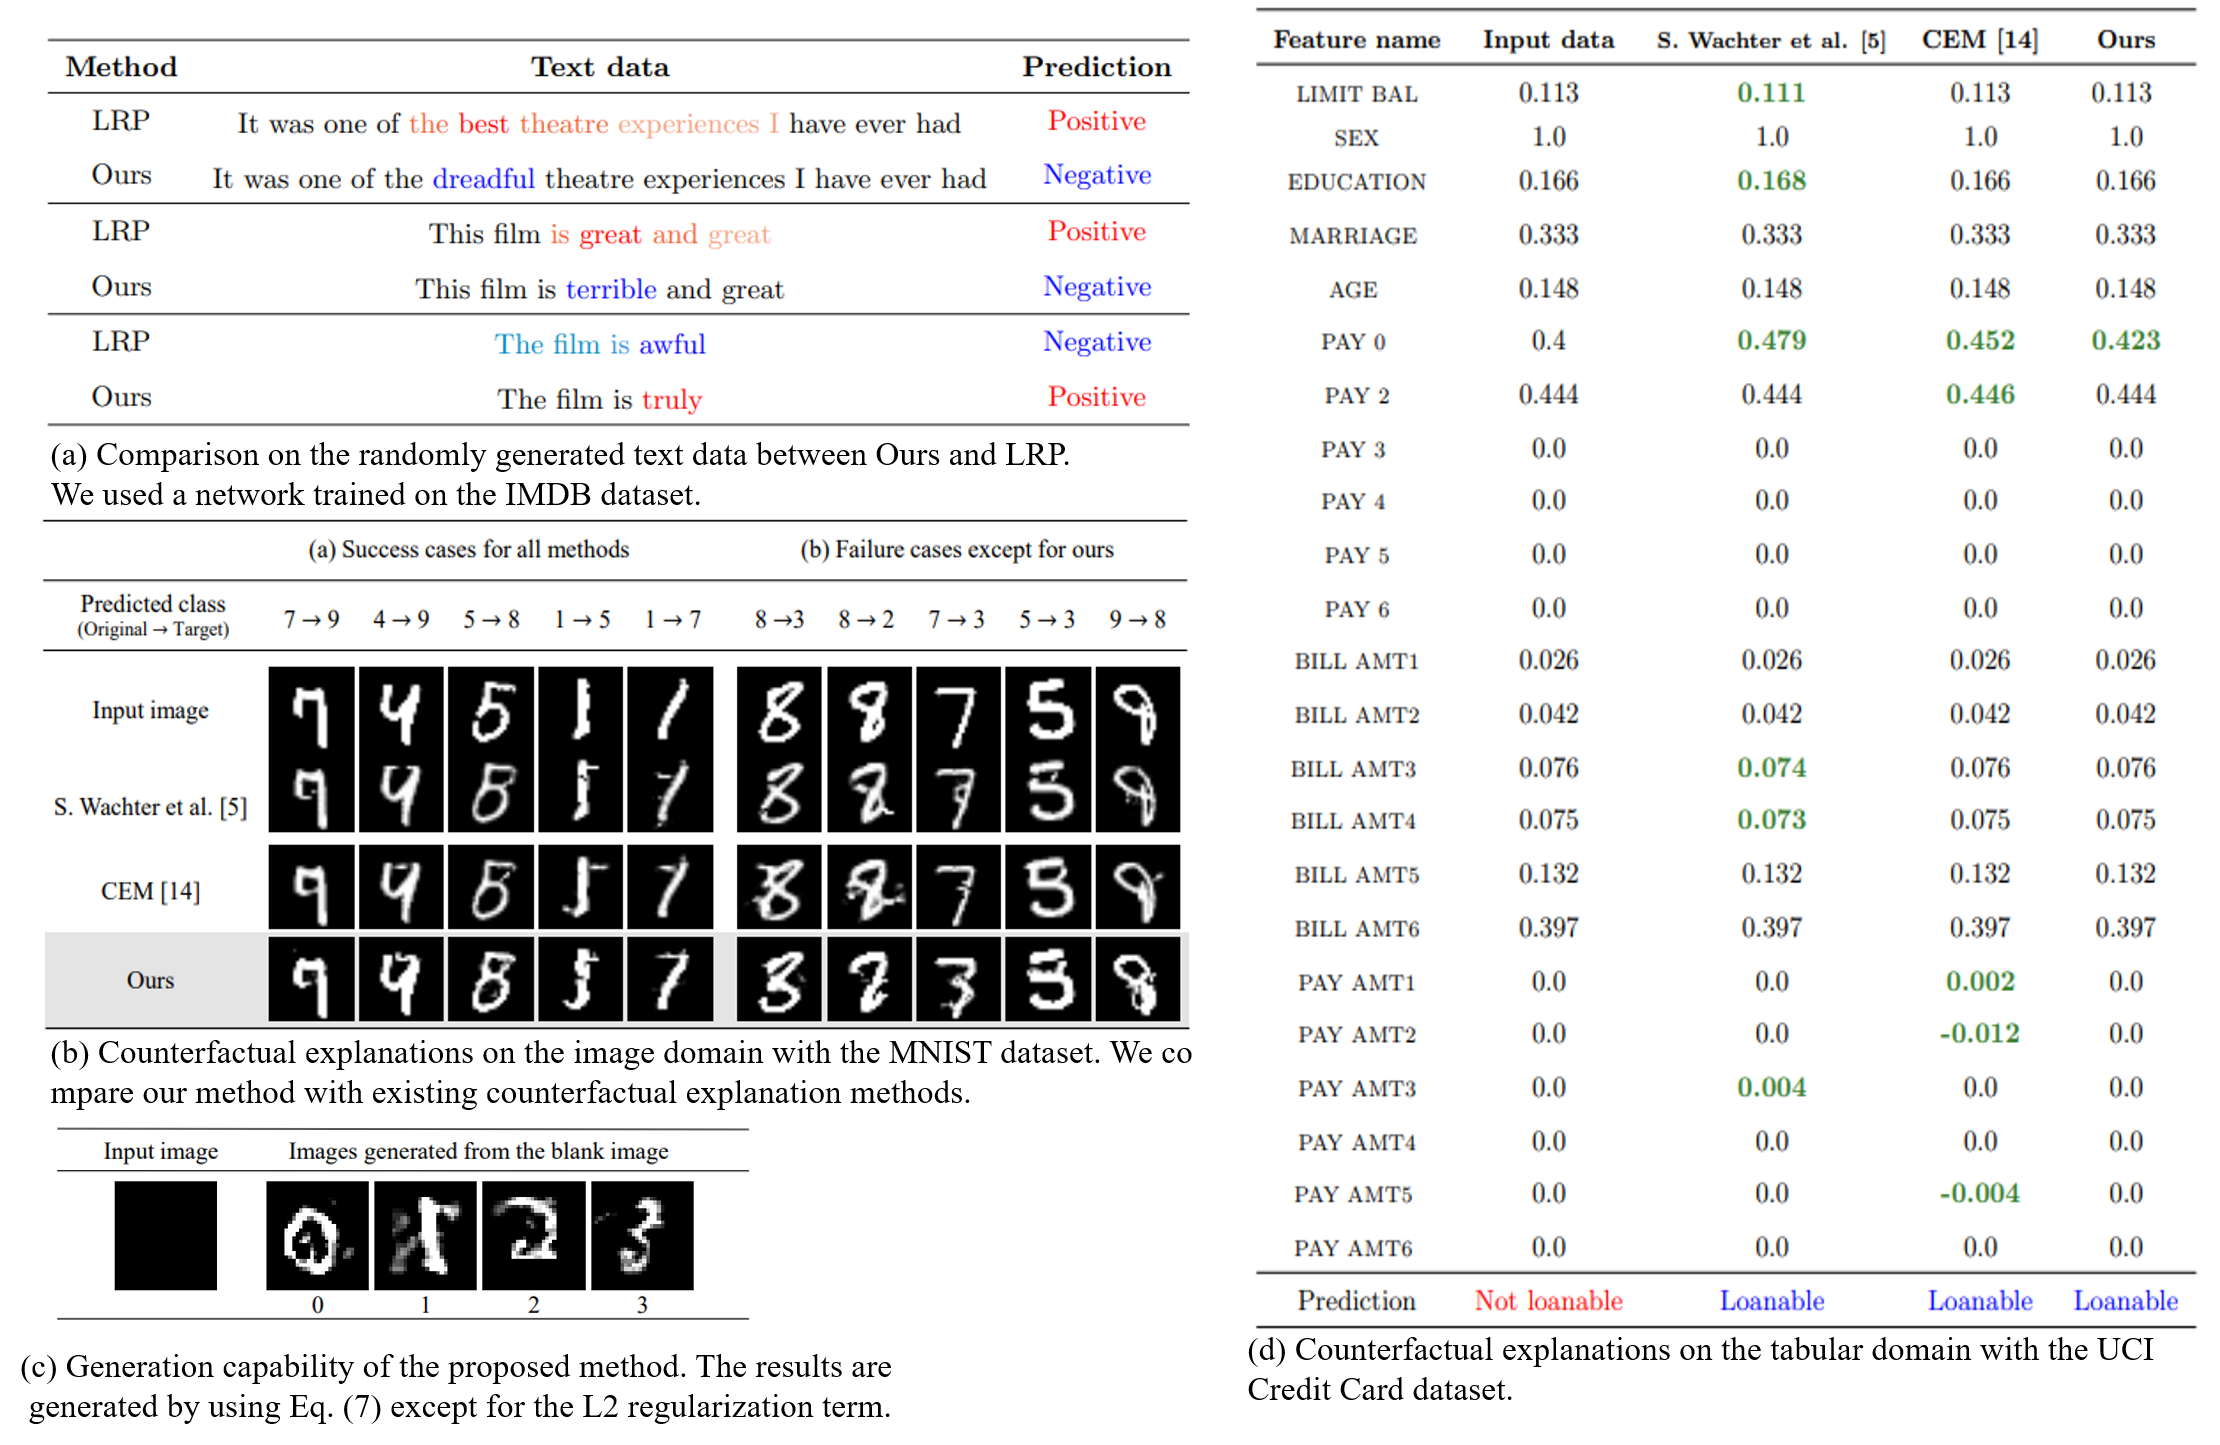 Method Text data Prediction
LRP It was one of the best theatre experiences I have ever had Positive
Ours It was one of the dreadful theatre experiences I have ever had Negative
LRP This film is great and great Positive
Ours This film is terrible and great Negative
LRP The film is awful Negative
Ours The film is truly Positive
(a) Comparison on the randomly generated text data between Ours and LRP.
We used a network trained on the IMDB dataset.
(a) Success cases for all methods (b) Failure cases except for ours
Predicted class
(Original → Target) 7→9 4→9 5→8 1→5 1→7 8→3 8→2 7→3 5→3 9→8
Input image
S. Wachter et al. [5]
CEM [14]
Ours
(b) Counterfactual explanations on the image domain with the MNIST dataset. We co
mpare our method with existing counterfactual explanation methods.
Input image Images generated from the blank image
0 1 2 3
(c) Generation capability of the proposed method. The results are
generated by using Eq. (7) except for the L2 regularization term.
Feature name Input data S. Wachter et al. [5] CEM [14] Ours
LIMIT BAL 0.113 0.111 0.113 0.113
SEX 1.0 1.0 1.0 1.0
EDUCATION 0.166 0.168 0.166 0.166
MARRIAGE 0.333 0.333 0.333 0.333
AGE 0.148 0.148 0.148 0.148
PAY 0 0.4 0.479 0.452 0.423
PAY 2 0.444 0.444 0.446 0.444
PAY 3 0.0 0.0 0.0 0.0
PAY 4 0.0 0.0 0.0 0.0
PAY 5 0.0 0.0 0.0 0.0
PAY 6 0.0 0.0 0.0 0.0
BILL AMT1 0.026 0.026 0.026 0.026
BILL AMT2 0.042 0.042 0.042 0.042
BILL AMT3 0.076 0.074 0.076 0.076
BILL AMT4 0.075 0.073 0.075 0.075
BILL AMT5 0.132 0.132 0.132 0.132
BILL AMT6 0.397 0.397 0.397 0.397
PAY AMT1 0.0 0.0 0.002 0.0
PAY AMT2 0.0 0.0 -0.012 0.0
PAY AMT3 0.0 0.004 0.0 0.0
PAY AMT4 0.0 0.0 0.0 0.0
PAY AMT5 0.0 0.0 -0.004 0.0
PAY AMT6 0.0 0.0 0.0 0.0
Prediction Not loanable Loanable Loanable Loanable
(d) Counterfactual explanations on the tabular domain with the UCI
Credit Card dataset.